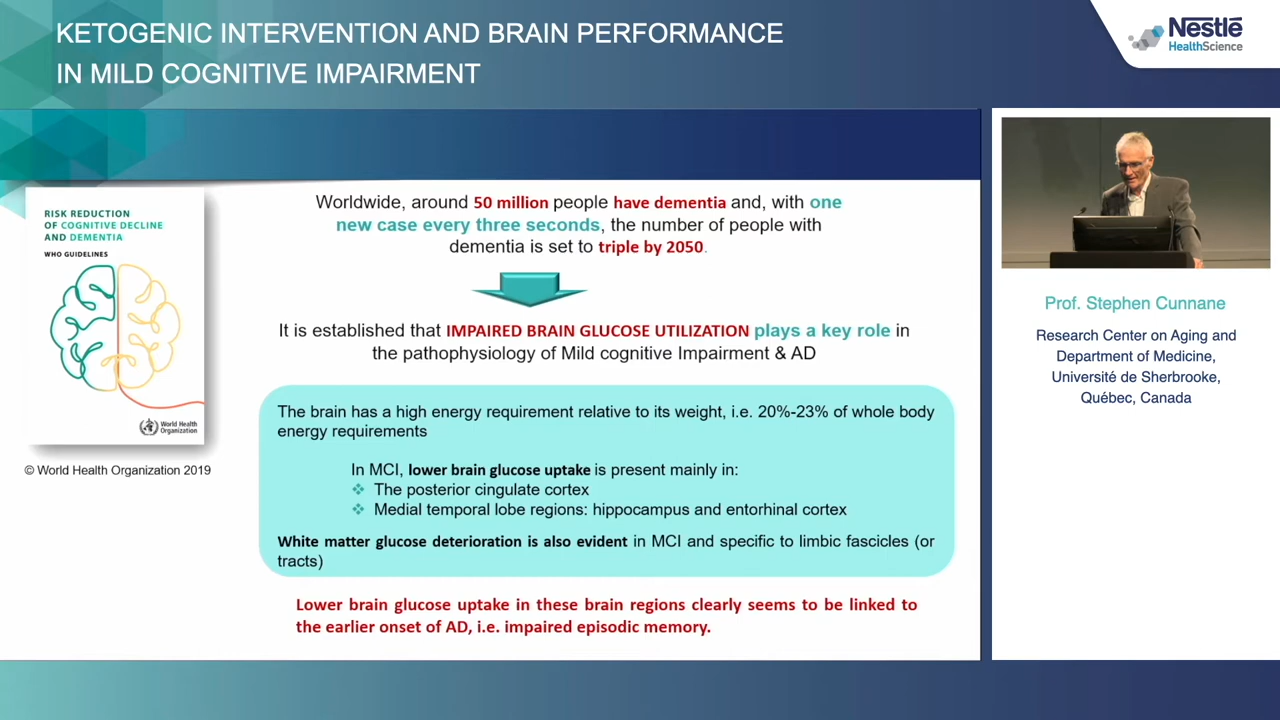 KETOGENIC INTERVENTION AND BRAIN PERFORMANCE
IN MILD COGNITIVE IMPAIRMENT
Nestlé
HealthScience
RISK REDUCTION
OF COGNITIVE DECLINE
AND DEMENTIA
WHO GUIDELINES
World Health
Organization
© World Health Organization 2019
Worldwide, around 50 million people have dementia and, with one
new case every three seconds, the number of people with
dementia is set to triple by 2050.
It is established that IMPAIRED BRAIN GLUCOSE UTILIZATION plays a key role in
the pathophysiology of Mild cognitive Impairment & AD
The brain has a high energy requirement relative to its weight, i.e. 20%-23% of whole body
energy requirements
In MCI, lower brain glucose uptake is present mainly in:
❖ The posterior cingulate cortex
❖ Medial temporal lobe regions: hippocampus and entorhinal cortex
White matter glucose deterioration is also evident in MCI and specific to limbic fascicles (or
tracts)
Lower brain glucose uptake in these brain regions clearly seems to be linked to
the earlier onset of AD, i.e. impaired episodic memory.
Prof. Stephen Cunnane
Research Center on Aging and
Department of Medicine,
Université de Sherbrooke,
Québec, Canada